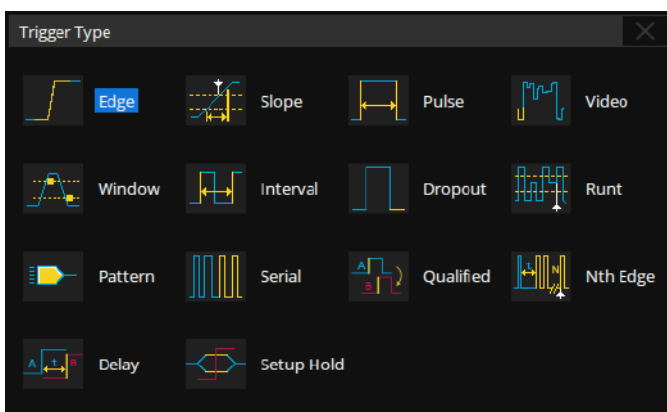 Trigger Type
Edge Slope Pulse Video
Window Interval Dropout Runt
Pattern Serial A B Qualified t N Nth Edge
A t B Delay Setup Hold